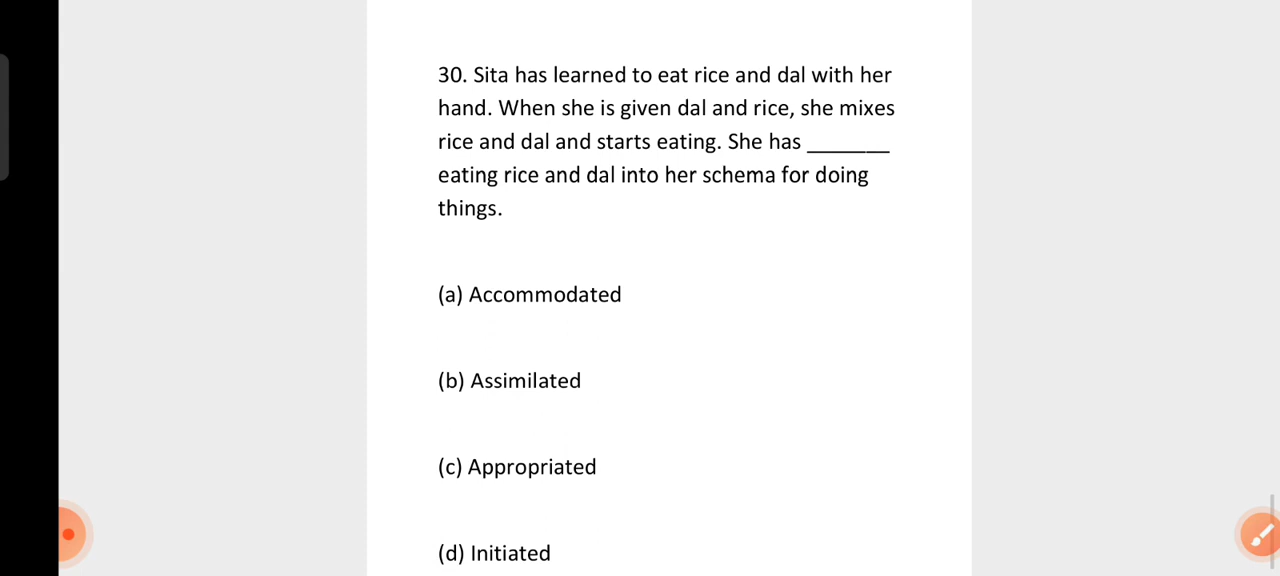 30. Sita has learned to eat rice and dal with her
hand. When she is given dal and rice, she mixes
rice and dal and starts eating. She has _______
eating rice and dal into her schema for doing
things.
(a) Accommodated
(b) Assimilated
(c) Appropriated
(d) Initiated